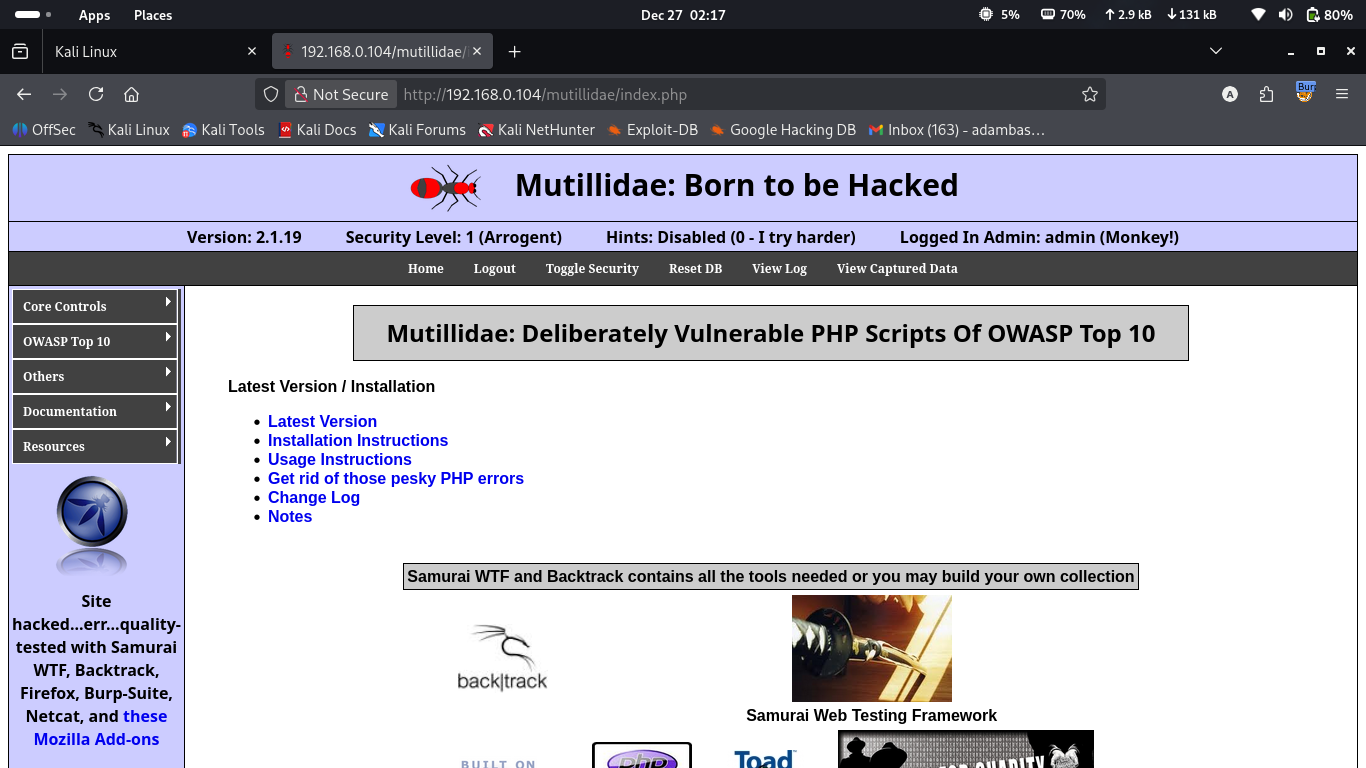 Apps Places Dec 27 02:17 5% 70% 2.9 kB 131 kB 80%
Kali Linux 192.168.0.104/mutillidae/
Not Secure http://192.168.0.104/mutillidae/index.php A
OffSec Kali Linux Kali Tools Kali Docs Kali Forums Kali NetHunter Exploit-DB Google Hacking DB Inbox (163) - adambas…
Mutillidae: Born to be Hacked
Version: 2.1.19 Security Level: 1 (Arrogent) Hints: Disabled (0 - I try harder) Logged In Admin: admin (Monkey!)
Home Logout Toggle Security Reset DB View Log View Captured Data
Core Controls
OWASP Top 10
Others
Documentation
Resources
Site
hacked...err...quality-
tested with Samurai
WTF, Backtrack,
Firefox, Burp-Suite,
Netcat, and these
Mozilla Add-ons
Mutillidae: Deliberately Vulnerable PHP Scripts Of OWASP Top 10
Latest Version / Installation
Latest Version
Installation Instructions
Usage Instructions
Get rid of those pesky PHP errors
Change Log
Notes
Samurai WTF and Backtrack contains all the tools needed or you may build your own collection
back|track
Samurai Web Testing Framework
BUILT ON
php
Toad
CHARITY